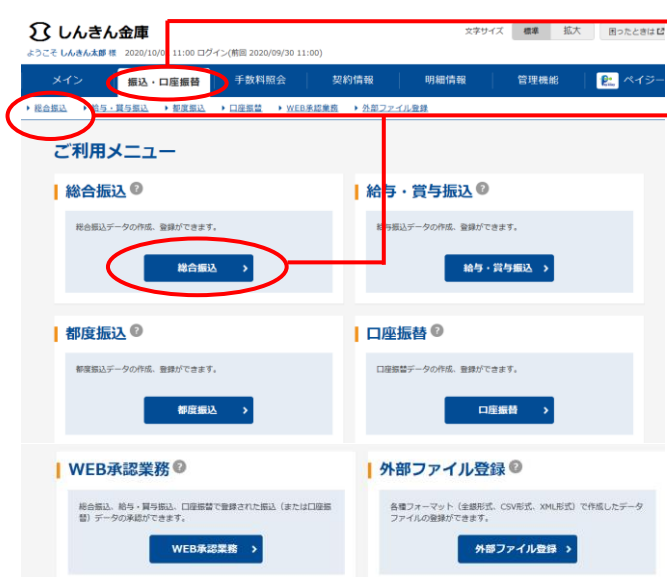 しんきん金庫
文字サイズ 標準 拡大 困ったときは
ようこそ しんきん太郎 様 2020/10/0 11:00 ログイン(前回 2020/09/30 11:00)
メイン 振込・口座振替 手数料照会 契約情報 明細情報 管理機能 ペイジー
総合振込 給与・賞与振込 都度振込 口座振替 WEB承認業務 外部ファイル登録
ご利用メニュー
総合振込
給与・賞与振込
総合振込データの作成、登録ができます。
給与振込データの作成、登録ができます。
総合振込
給与・賞与振込
都度振込
口座振替
都度振込データの作成、登録ができます。
口座振替データの作成、登録ができます。
都度振込
口座振替
WEB承認業務
外部ファイル登録
総合振込、給与・賞与振込、口座振替で登録された振込（または口座振
替）データの承認ができます。
各種フォーマット（全銀形式、CSV形式、XML形式）で作成したデータ
ファイルの登録ができます。
WEB承認業務
外部ファイル登録